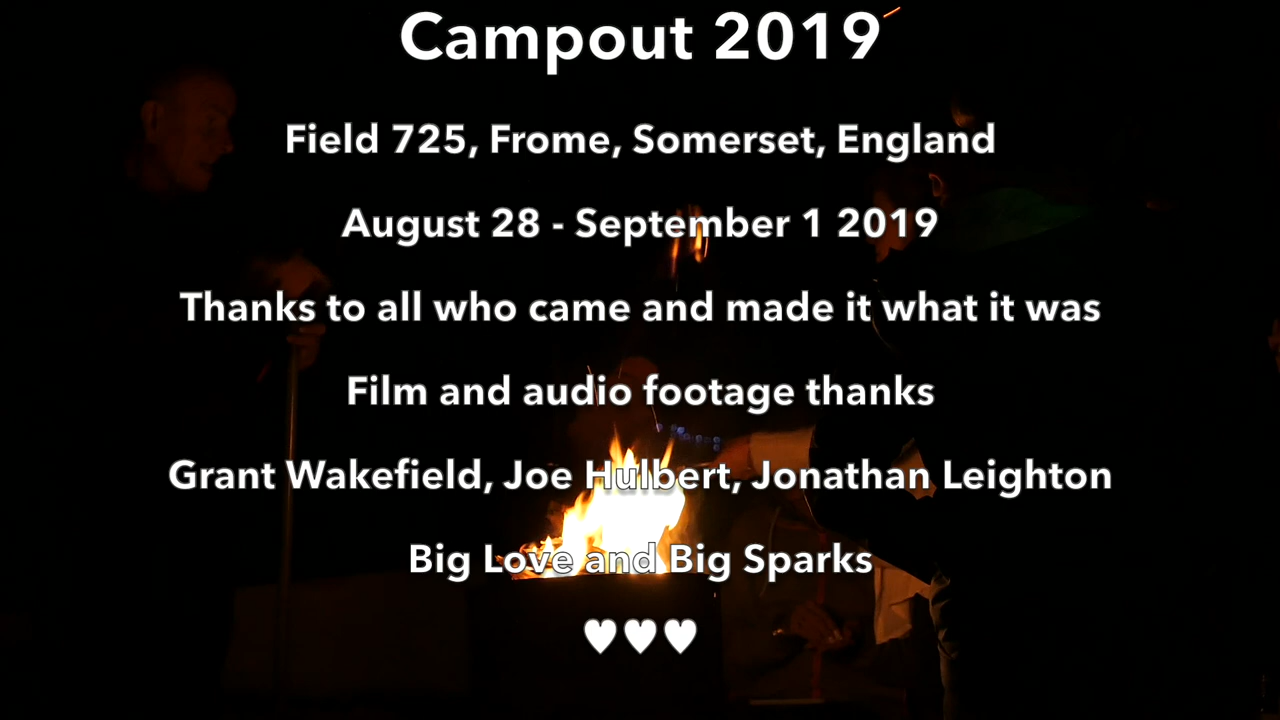 Campout 2019
Field 725, Frome, Somerset, England
August 28 - September 1 2019
Thanks to all who came and made it what it was
Film and audio footage thanks
Grant Wakefield, Joe Hulbert, Jonathan Leighton
Big Love and Big Sparks
♥♥♥